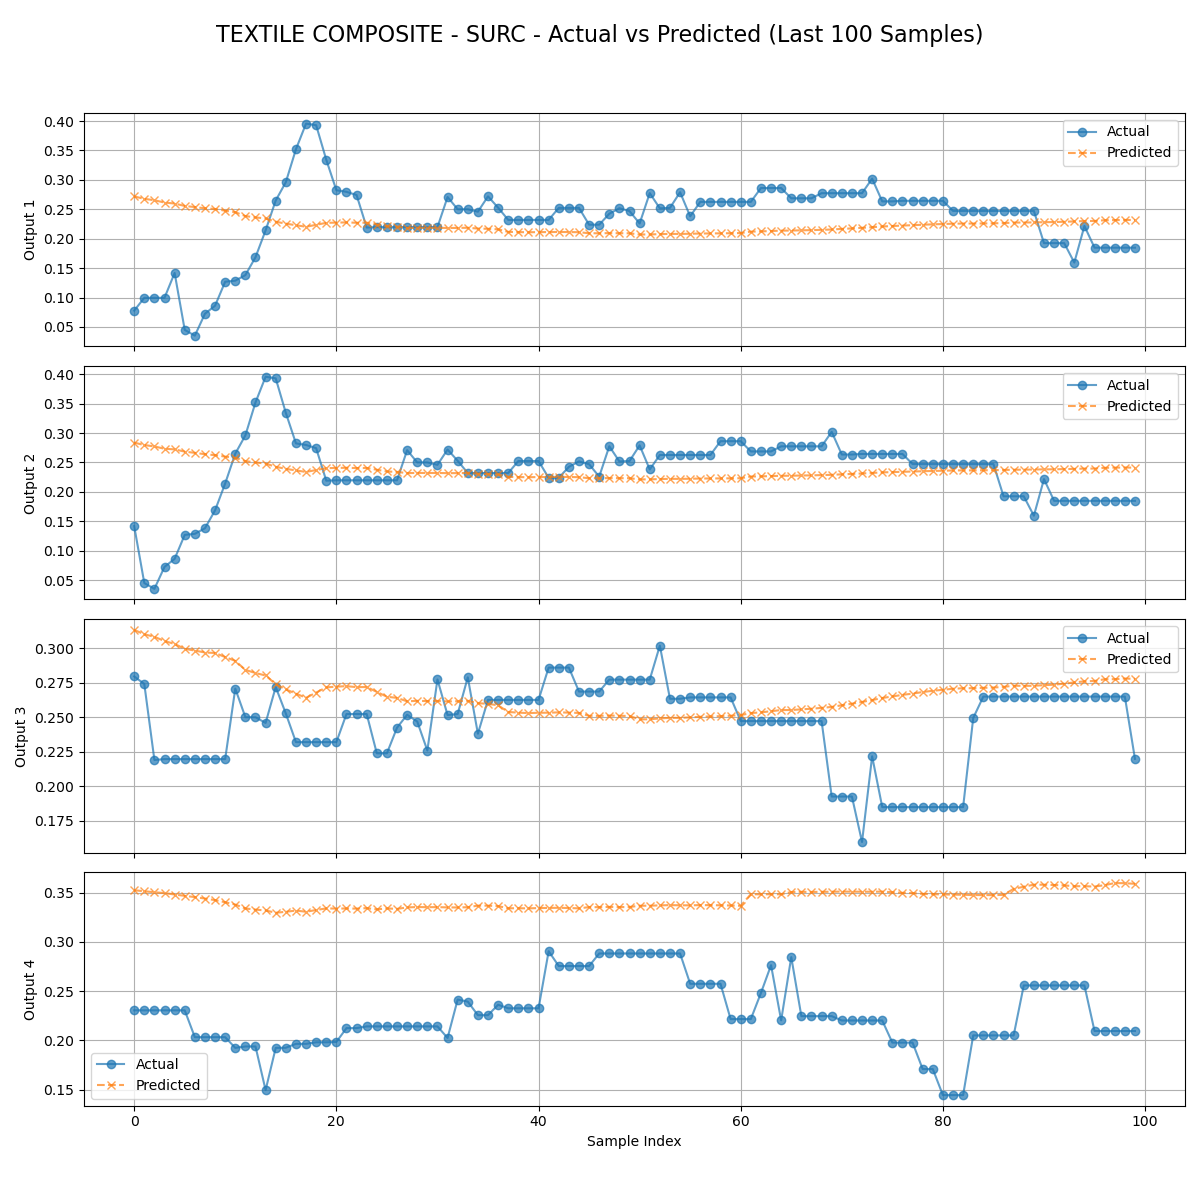 TEXTILE COMPOSITE - SURC - Actual vs Predicted (Last 100 Samples)
0.40
0.35
0.30
0.25
0.20
0.15
0.10
0.05
Output 1
Actual
Predicted
0.40
0.35
0.30
0.25
0.20
0.15
0.10
0.05
Output 2
Actual
Predicted
0.300
0.275
0.250
0.225
0.200
0.175
Output 3
Actual
Predicted
0.35
0.30
0.25
0.20
0.15
Output 4
Actual
Predicted
0 20 40 60 80 100
Sample Index